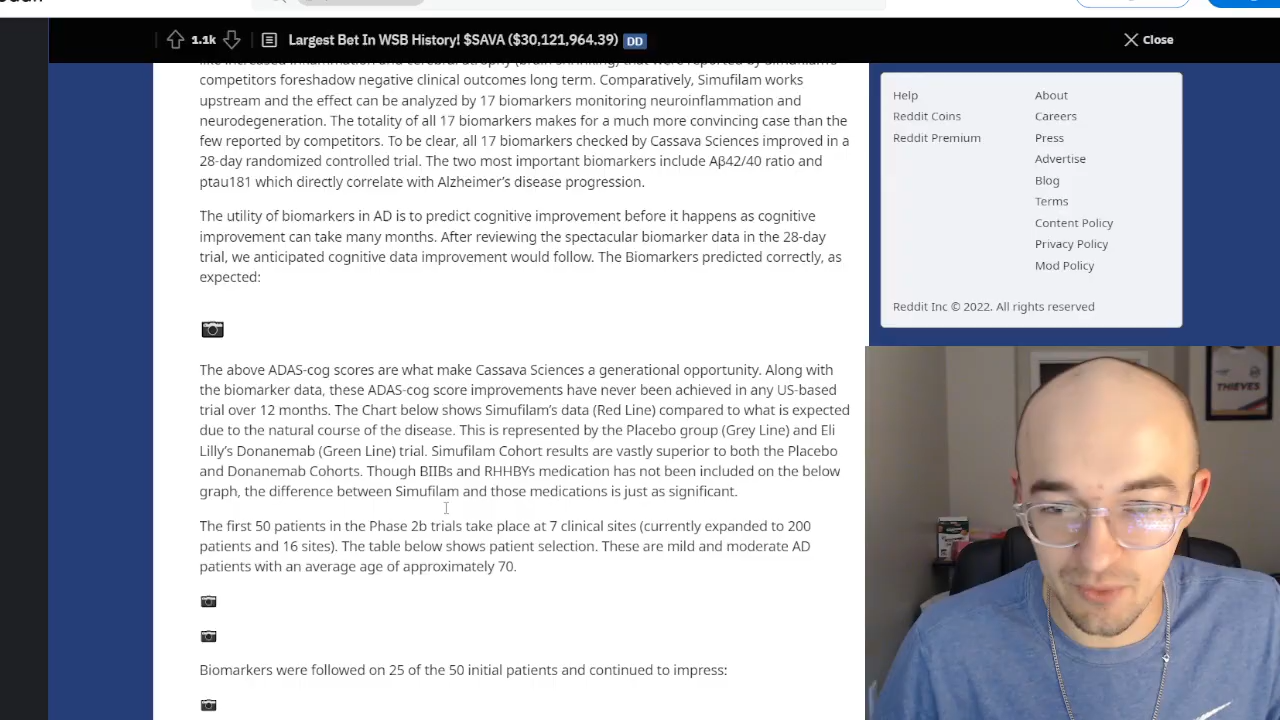 1.1k
Largest Bet In WSB History! $SAVA ($30,121,964.39) DD
Close
competitors foreshadow negative clinical outcomes long term. Comparatively, Simufilam works
upstream and the effect can be analyzed by 17 biomarkers monitoring neuroinflammation and
neurodegeneration. The totality of all 17 biomarkers makes for a much more convincing case than the
few reported by competitors. To be clear, all 17 biomarkers checked by Cassava Sciences improved in a
28-day randomized controlled trial. The two most important biomarkers include Aβ42/40 ratio and
ptau181 which directly correlate with Alzheimer's disease progression.
The utility of biomarkers in AD is to predict cognitive improvement before it happens as cognitive
improvement can take many months. After reviewing the spectacular biomarker data in the 28-day
trial, we anticipated cognitive data improvement would follow. The Biomarkers predicted correctly, as
expected:
The above ADAS-cog scores are what make Cassava Sciences a generational opportunity. Along with
the biomarker data, these ADAS-cog score improvements have never been achieved in any US-based
trial over 12 months. The Chart below shows Simufilam's data (Red Line) compared to what is expected
due to the natural course of the disease. This is represented by the Placebo group (Grey Line) and Eli
Lilly's Donanemab (Green Line) trial. Simufilam Cohort results are vastly superior to both the Placebo
and Donanemab Cohorts. Though BIIBs and RHHBYs medication has not been included on the below
graph, the difference between Simufilam and those medications is just as significant.
The first 50 patients in the Phase 2b trials take place at 7 clinical sites (currently expanded to 200
patients and 16 sites). The table below shows patient selection. These are mild and moderate AD
patients with an average age of approximately 70.
Biomarkers were followed on 25 of the 50 initial patients and continued to impress:
Help
About
Reddit Coins
Careers
Reddit Premium
Press
Advertise
Blog
Terms
Content Policy
Privacy Policy
Mod Policy
Reddit Inc © 2022. All rights reserved
THIEVES